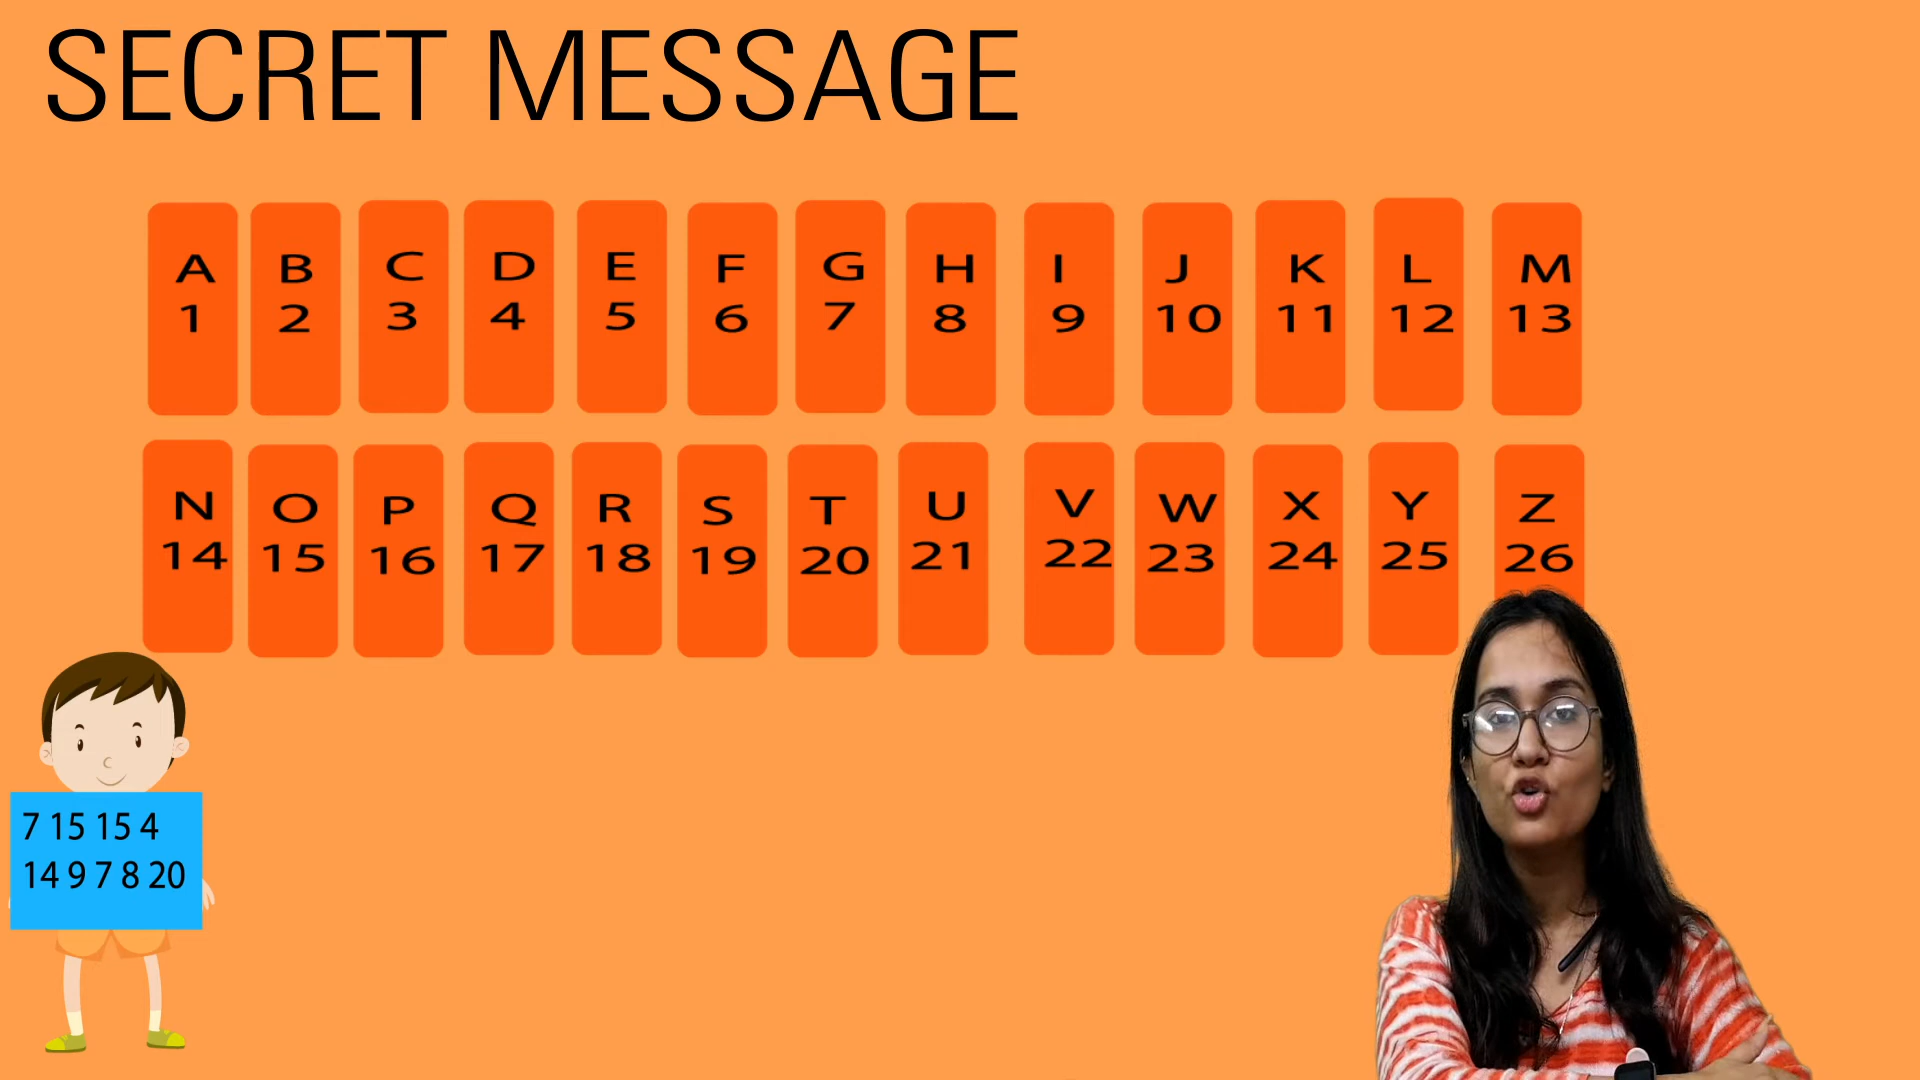 SECRET MESSAGE
A B C D E F G H I J K L M
1 2 3 4 5 6 7 8 9 10 11 12 13
N O P Q R S T U V W X Y Z
14 15 16 17 18 19 20 21 22 23 24 25 26
7 15 15 4
14 9 7 8 20